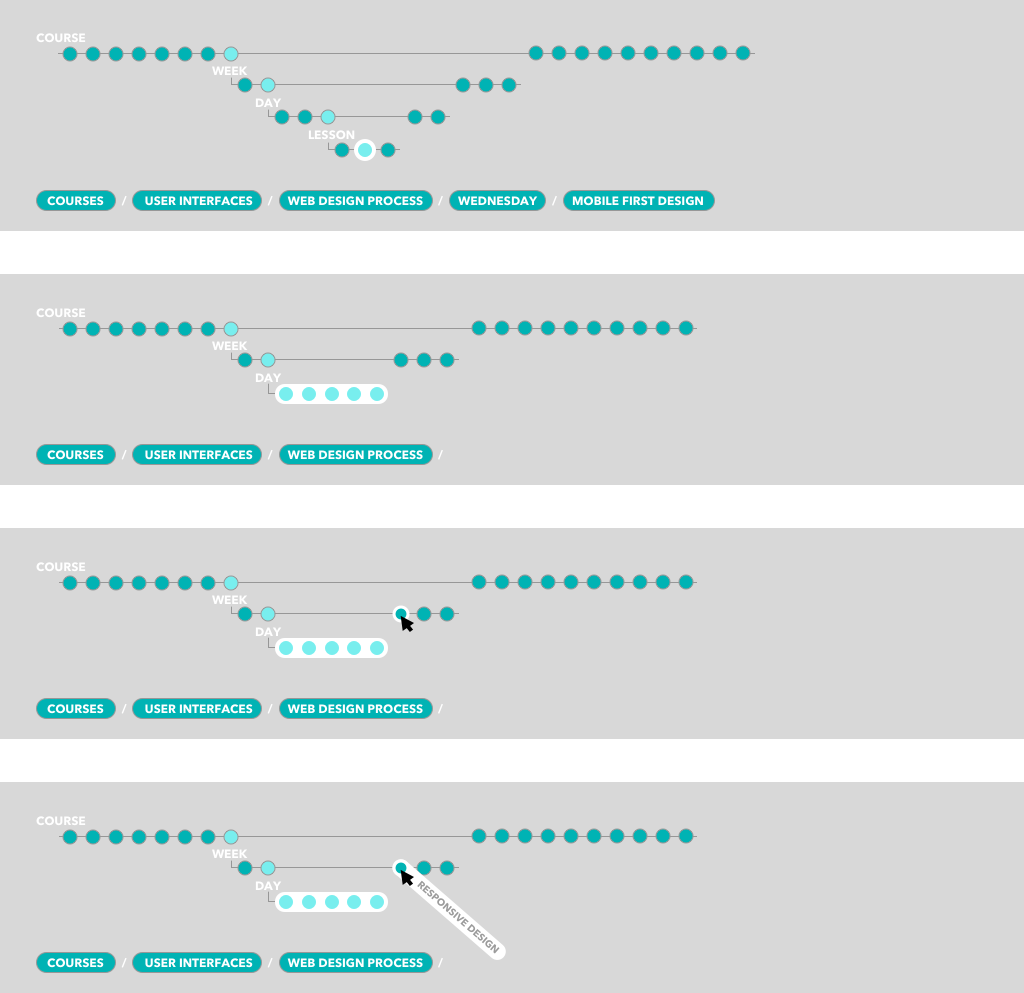 COURSE
WEEK
DAY
LESSON
COURSES / USER INTERFACES / WEB DESIGN PROCESS / WEDNESDAY / MOBILE FIRST DESIGN
COURSE
WEEK
DAY
COURSES / USER INTERFACES / WEB DESIGN PROCESS /
COURSE
WEEK
DAY
COURSES / USER INTERFACES / WEB DESIGN PROCESS /
COURSE
WEEK
DAY
RESPONSIVE DESIGN
COURSES / USER INTERFACES / WEB DESIGN PROCESS /